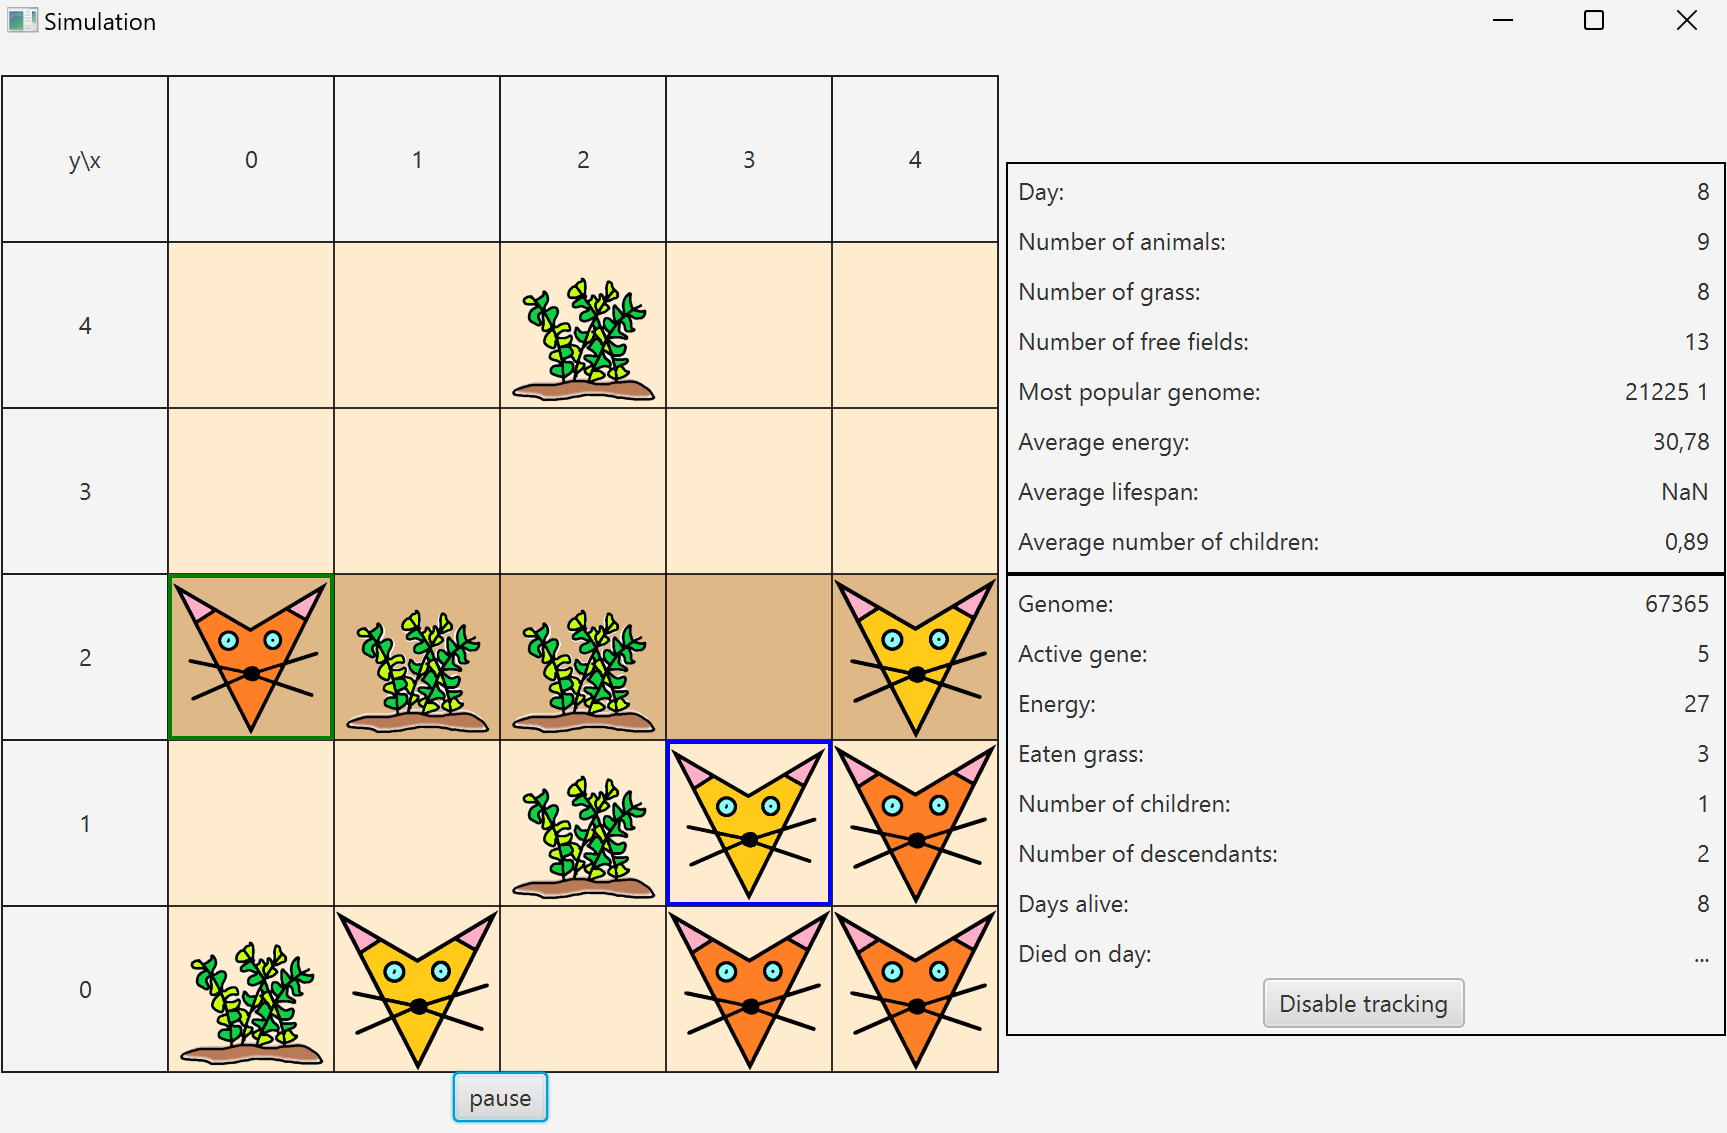 Simulation
y\x 0 1 2 3 4
4
3
2
1
0
pause
Day: 8
Number of animals: 9
Number of grass: 8
Number of free fields: 13
Most popular genome: 21225 1
Average energy: 30,78
Average lifespan: NaN
Average number of children: 0,89
Genome: 67365
Active gene: 5
Energy: 27
Eaten grass: 3
Number of children: 1
Number of descendants: 2
Days alive: 8
Died on day: ...
Disable tracking